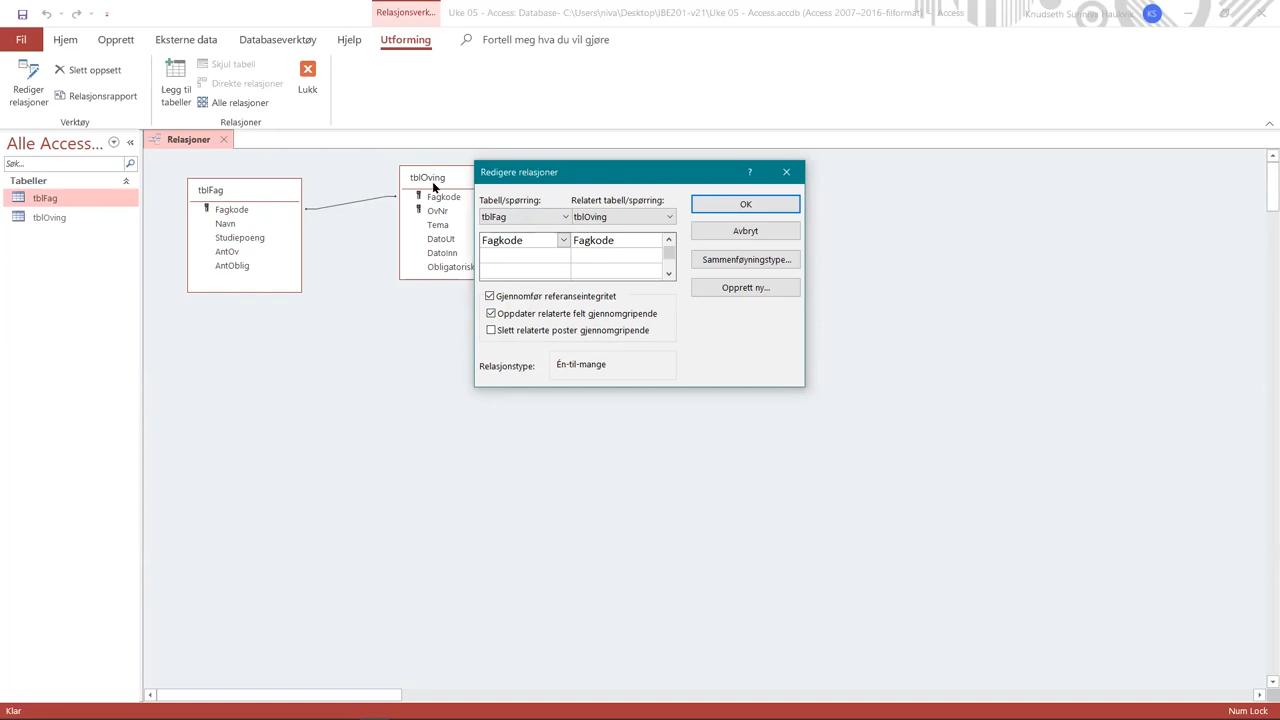 Relasjonsverk...
Uke 05 - Access: Database- C:\Users\niva\Desktop\IBE201-v21\Uke 05 - Access.accdb (Access 2007–2016-filformat) - Access
Knudseth Sunniva Haukvik
KS
Fil
Hjem
Opprett
Eksterne data
Databaseverktøy
Hjelp
Utforming
Fortell meg hva du vil gjøre
Rediger relasjoner
Slett oppsett
Relasjonsrapport
Verktøy
Legg til tabeller
Skjul tabell
Direkte relasjoner
Alle relasjoner
Lukk
Relasjoner
Alle Access...
Søk...
Tabeller
tblFag
tblOving
Relasjoner
tblFag
Fagkode
Navn
Studiepoeng
AntOv
AntOblig
tblOving
Fagkode
OvNr
Tema
DatoUt
DatoInn
Obligatorisk
Redigere relasjoner
?
Tabell/spørring:
Relatert tabell/spørring:
tblFag
tblOving
Fagkode
Fagkode
Gjennomfør referanseintegritet
Oppdater relaterte felt gjennomgripende
Slett relaterte poster gjennomgripende
Relasjonstype:
Én-til-mange
OK
Avbryt
Sammenføyningstype...
Opprett ny...
Klar
Num Lock